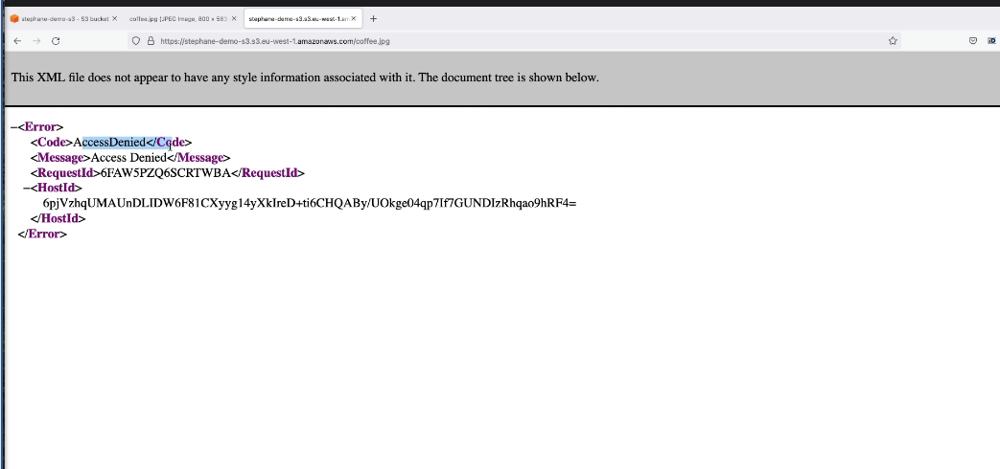 stephane-demo-s3 - S3 bucket
coffee.jpg (JPEG Image, 800 × 583
stephane-demo-s3.s3.eu-west-1.am
https://stephane-demo-s3.s3.eu-west-1.amazonaws.com/coffee.jpg
This XML file does not appear to have any style information associated with it. The document tree is shown below.
–<Error>
<Code>AccessDenied</Code>
<Message>Access Denied</Message>
<RequestId>6FAW5PZQ6SCRTWBA</RequestId>
–<HostId>
6pjVzhqUMAUnDLIDW6F81CXyyg14yXkIreD+ti6CHQABy/UOkge04qp7If7GUNDIzRhqao9hRF4=
</HostId>
</Error>